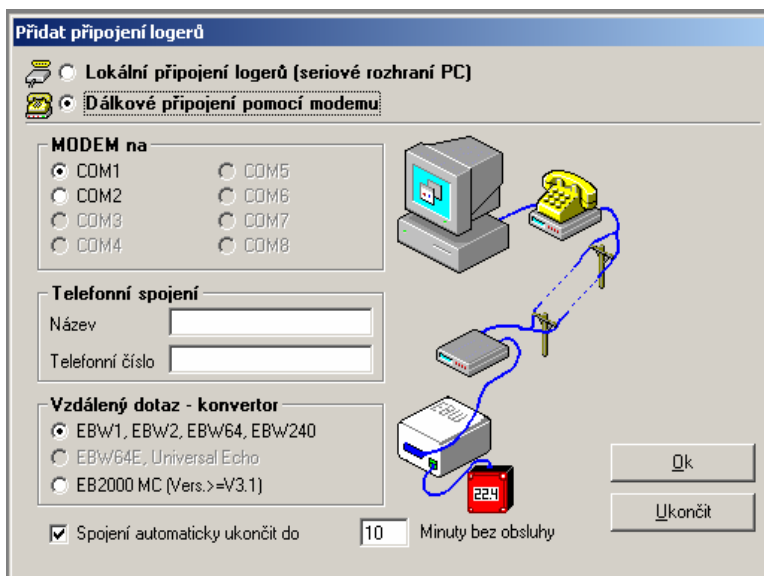 Přidat připojení logerů
Lokální připojení logerů (seriové rozhraní PC)
Dálkové připojení pomocí modemu
MODEM na
COM1
COM2
COM3
COM4
COM5
COM6
COM7
COM8
Telefonní spojení
Název
Telefonní číslo
Vzdálený dotaz - konvertor
EBW1, EBW2, EBW64, EBW240
EBW64E, Universal Echo
EB2000 MC (Vers.>=V3.1)
EBW
22.4
Ok
Ukončit
Spojení automaticky ukončit do 10 Minuty bez obsluhy